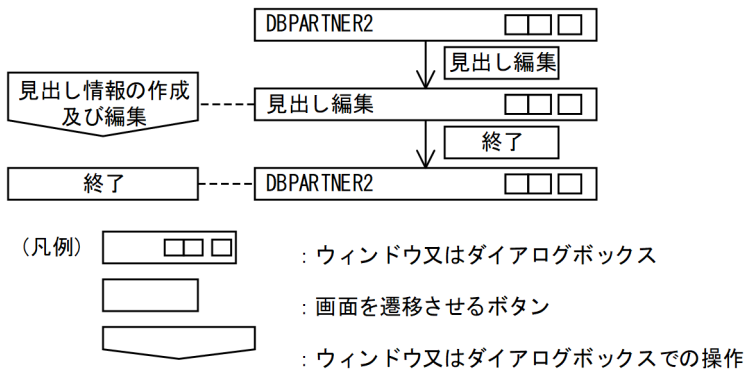 DBPARTNER2
見出し編集
見出し情報の作成
及び編集
見出し編集
終了
終了
DBPARTNER2
(凡例)
：ウィンドウ又はダイアログボックス
：画面を遷移させるボタン
：ウィンドウ又はダイアログボックスでの操作